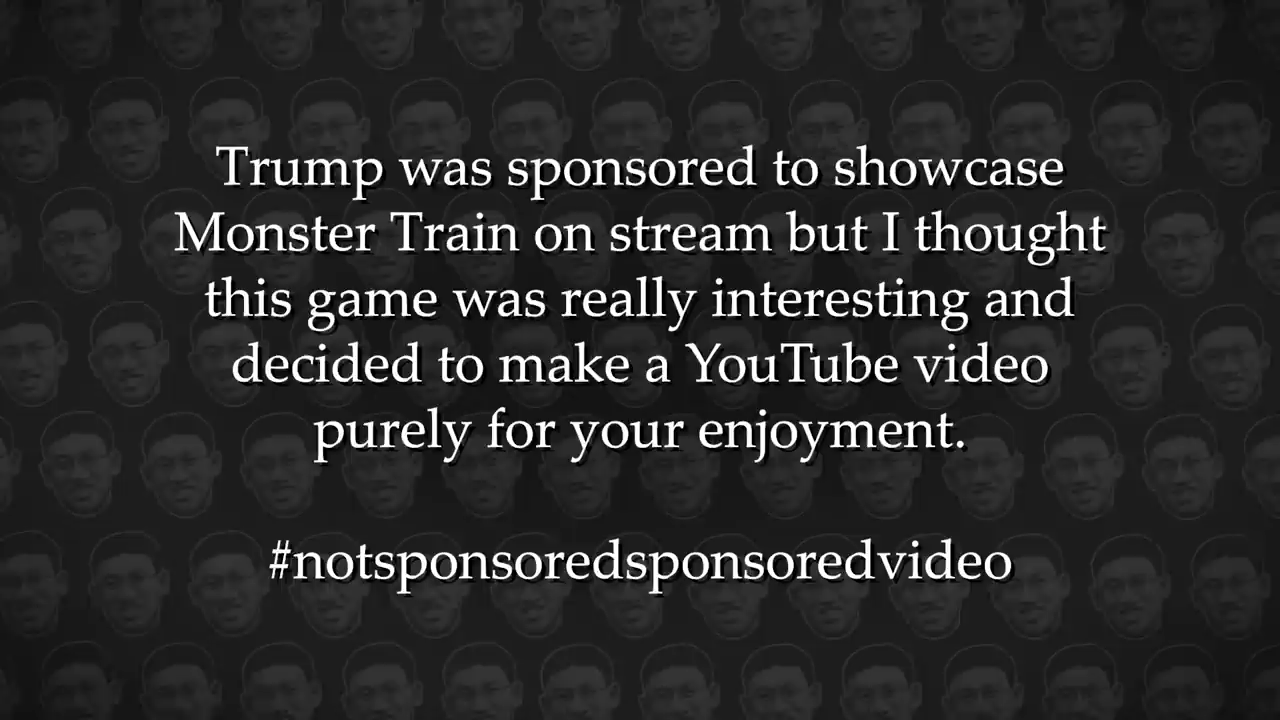 Trump was sponsored to showcase
Monster Train on stream but I thought
this game was really interesting and
decided to make a YouTube video
purely for your enjoyment.
#notsponsoredsponsoredvideo